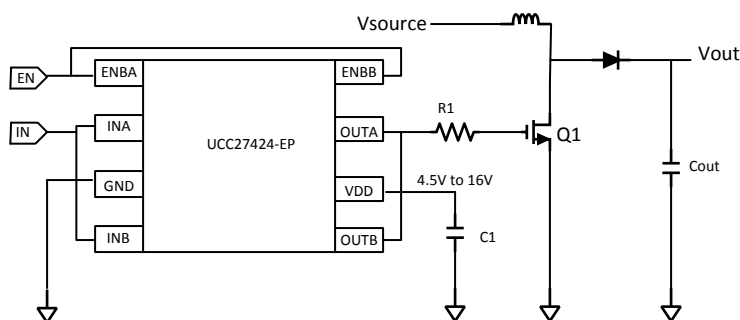 Vsource
Vout
EN
ENBA
ENBB
R1
IN
INA
OUTA
Q1
UCC27424-EP
Cout
GND
VDD
4.5V to 16V
C1
INB
OUTB